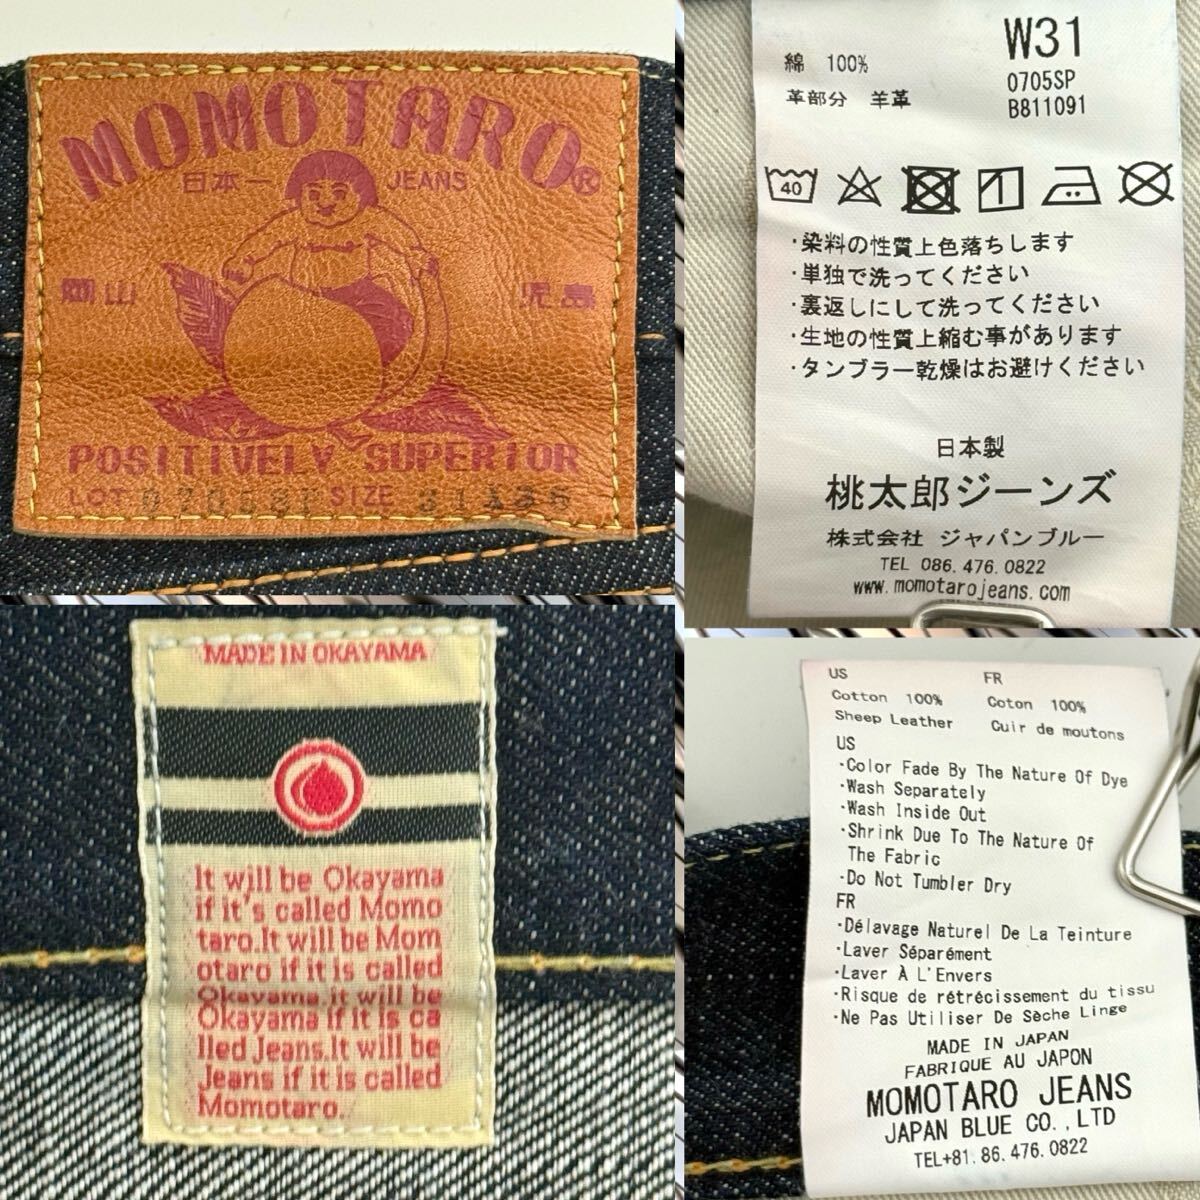 MOMOTARO®
日本一 JEANS
岡山 児島
POSITIVELY SUPERIOR
LOT 0705SP SIZE 31×36
W31
綿 100% 0705SP
革部分 羊革 B811091
40
・染料の性質上色落ちします
・単独で洗ってください
・裏返しにして洗ってください
・生地の性質上縮む事があります
・タンブラー乾燥はお避けください
日本製
桃太郎ジーンズ
株式会社 ジャパンブルー
TEL 086.476.0822
www.momotarojeans.com
MADE IN OKAYAMA
It will be Okayama
if it's called Momo
taro.It will be Mom
otaro if it is called
Okayama.it will be
Okayama if it is ca
lled Jeans.It will be
Jeans if it is called
Momotaro.
US FR
Cotton 100% Coton 100%
Sheep Leather Cuir de moutons
US
・Color Fade By The Nature Of Dye
・Wash Separately
・Wash Inside Out
・Shrink Due To The Nature Of
The Fabric
・Do Not Tumbler Dry
FR
・Délavage Naturel De La Teinture
・Laver Séparément
・Laver À L'Envers
・Risque de rétrécissement du tissu
・Ne Pas Utiliser De Sèche Linge
MADE IN JAPAN
FABRIQUE AU JAPON
MOMOTARO JEANS
JAPAN BLUE CO.,LTD
TEL+81.86.476.0822